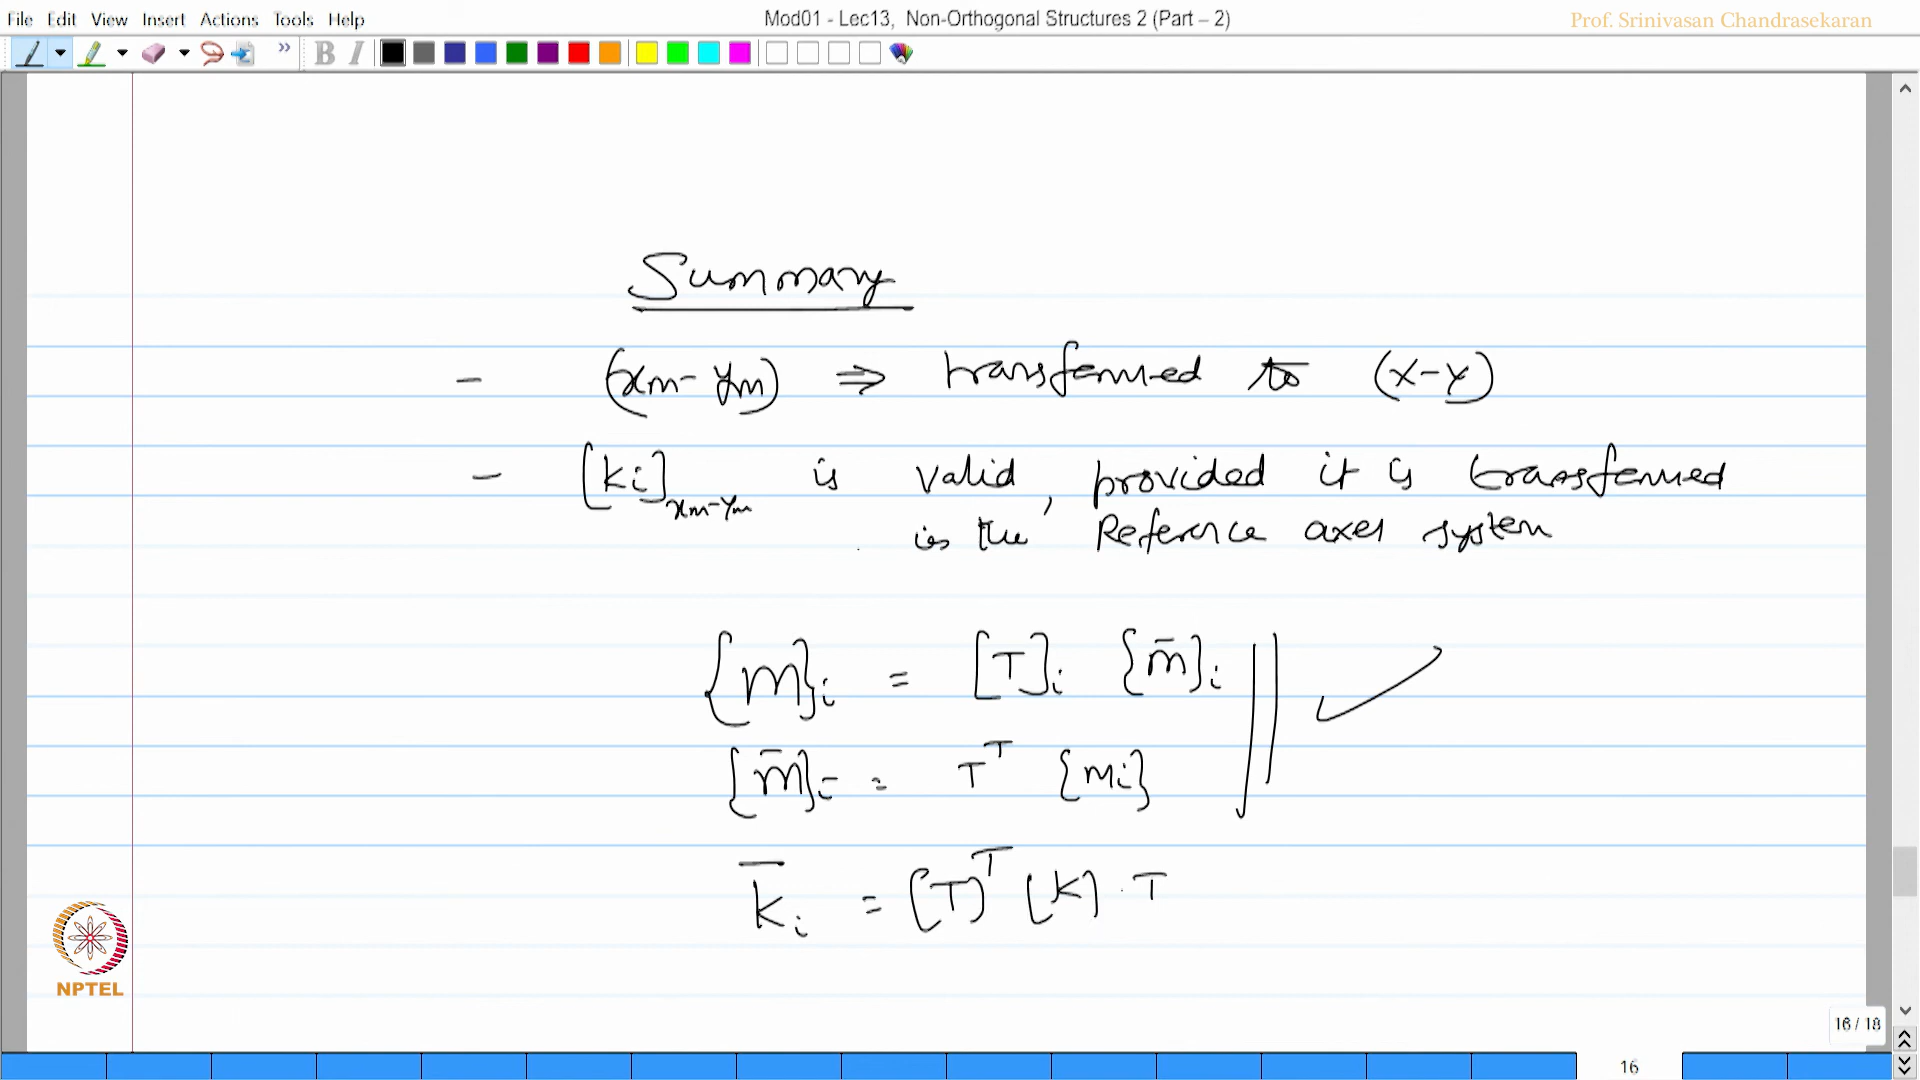 File Edit View Insert Actions Tools Help
Mod01 - Lec13, Non-Orthogonal Structures 2 (Part – 2)
Prof. Srinivasan Chandrasekaran
B I
Summary
- (xm-ym) ⇒ transformed to (x-y)
- [ki]xm-ym is valid, provided it is transformed
is the Reference axes system
{m}i = [T]i {m̄}i
{m̄}i = T^T {mi}
k̄i = [T]^T [K] . T
NPTEL
16 / 18
16